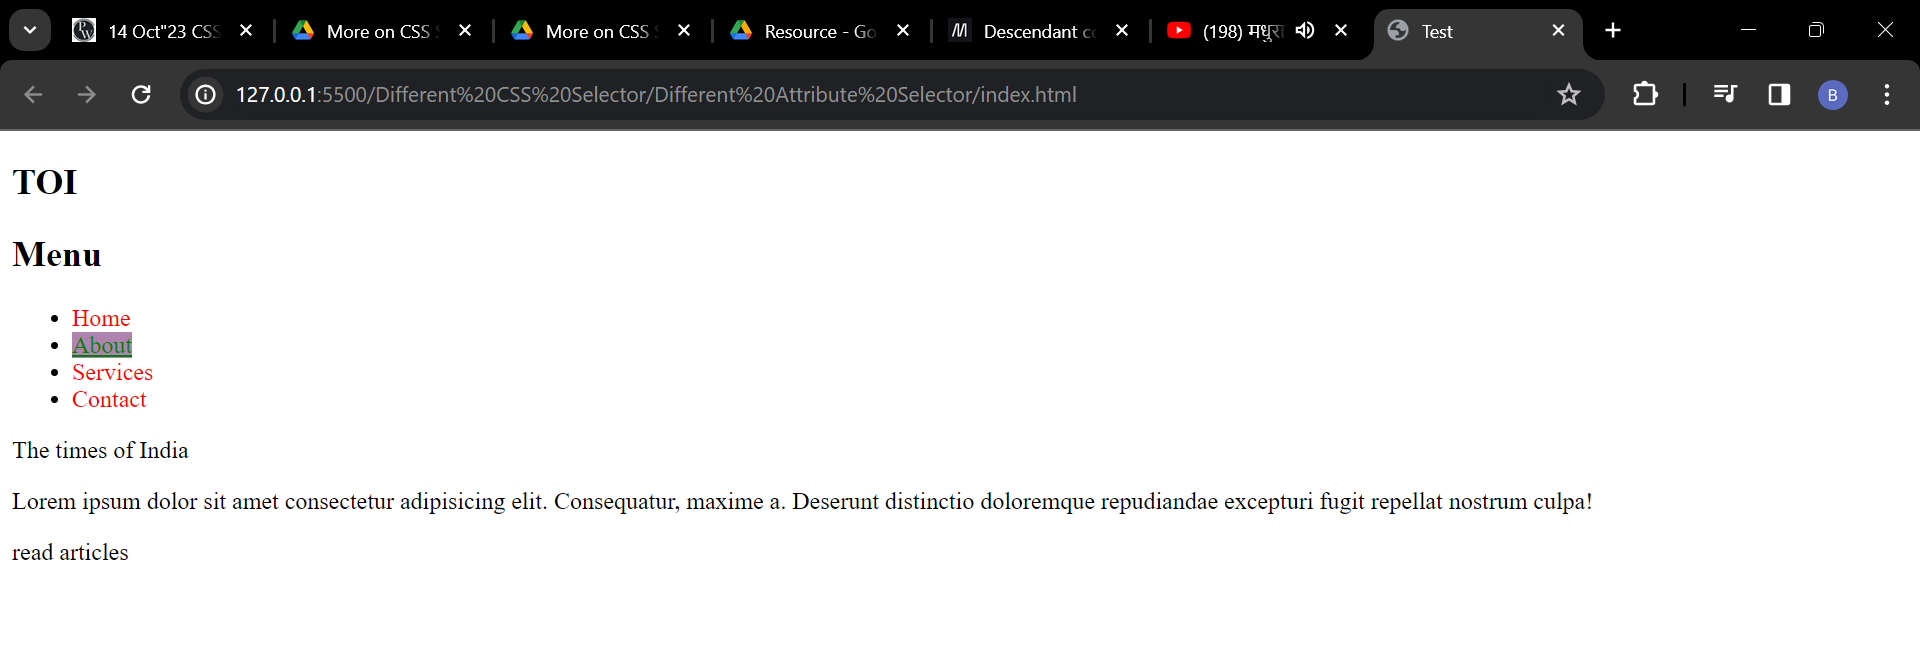 14 Oct"23 CSS
More on CSS
More on CSS
Resource - Go
Descendant
(198) मधुरा
Test
127.0.0.1:5500/Different%20CSS%20Selector/Different%20Attribute%20Selector/index.html
B
TOI
Menu
Home
About
Services
Contact
The times of India
Lorem ipsum dolor sit amet consectetur adipisicing elit. Consequatur, maxime a. Deserunt distinctio doloremque repudiandae excepturi fugit repellat nostrum culpa!
read articles